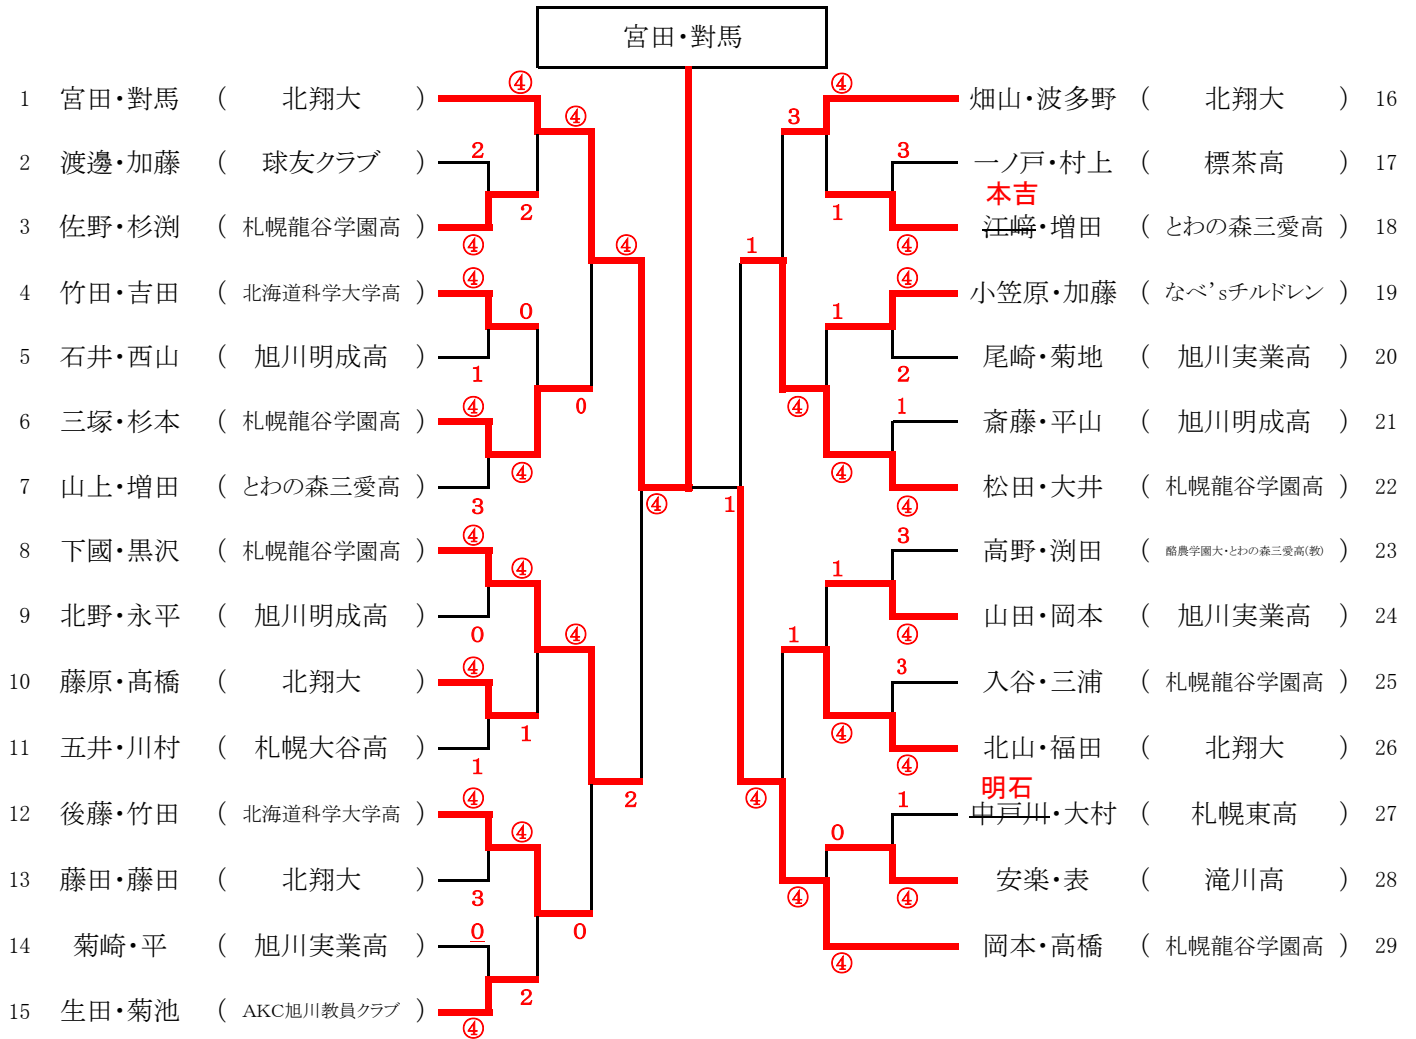 宮田・對馬
1 宮田・對馬 ( 北翔大 ) ④
④
2 渡邊・加藤 ( 球友クラブ ) 2
2
3 佐野・杉渕 ( 札幌龍谷学園高 ) ④
④
4 竹田・吉田 ( 北海道科学大学高 ) ④
0
5 石井・西山 ( 旭川明成高 ) 1
0
6 三塚・杉本 ( 札幌龍谷学園高 ) ④
④
7 山上・増田 ( とわの森三愛高 ) 3
④
8 下國・黒沢 ( 札幌龍谷学園高 ) ④
④
9 北野・永平 ( 旭川明成高 ) 0
④
10 藤原・髙橋 ( 北翔大 ) ④
1
11 五井・川村 ( 札幌大谷高 ) 1
2
12 後藤・竹田 ( 北海道科学大学高 ) ④
④
13 藤田・藤田 ( 北翔大 ) 3
0
14 菊崎・平 ( 旭川実業高 ) 0
2
15 生田・菊池 ( AKC旭川教員クラブ ) ④
④ 畑山・波多野 ( 北翔大 ) 16
3
3 一ノ戸・村上 ( 標茶高 ) 17
1
本吉
④ 江﨑・増田 ( とわの森三愛高 ) 18
1
④ 小笠原・加藤 ( なべ’sチルドレン ) 19
1
2 尾崎・菊地 ( 旭川実業高 ) 20
④
1 斎藤・平山 ( 旭川明成高 ) 21
④
④ 松田・大井 ( 札幌龍谷学園高 ) 22
1
3 高野・渕田 ( 酪農学園大・とわの森三愛高(教) ) 23
1
④ 山田・岡本 ( 旭川実業高 ) 24
1
3 入谷・三浦 ( 札幌龍谷学園高 ) 25
④
④ 北山・福田 ( 北翔大 ) 26
④
明石
1 中戸川・大村 ( 札幌東高 ) 27
0
④ 安楽・表 ( 滝川高 ) 28
④
④ 岡本・高橋 ( 札幌龍谷学園高 ) 29